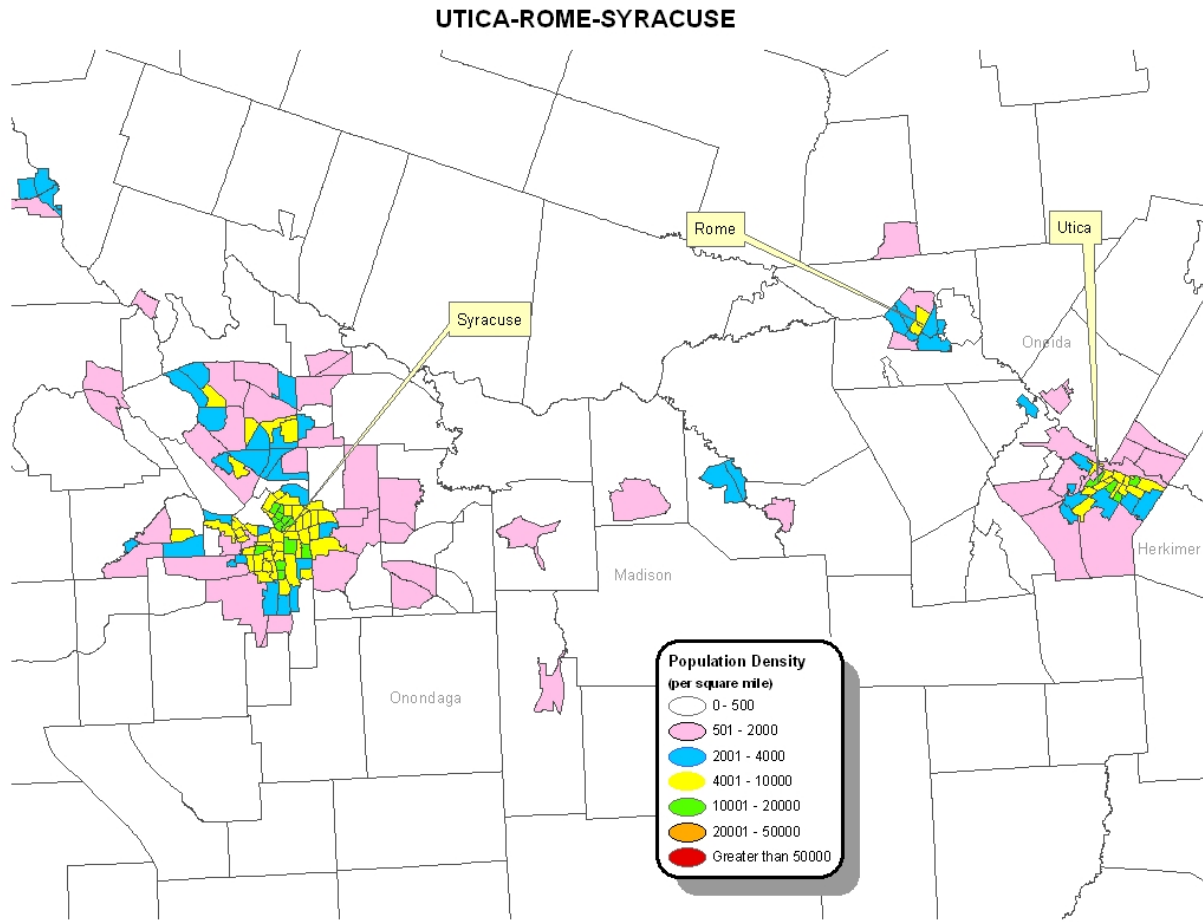 UTICA-ROME-SYRACUSE
Rome
Utica
Syracuse
Oneida
Herkimer
Madison
Onondaga
Population Density
(per square mile)
0 - 500
501 - 2000
2001 - 4000
4001 - 10000
10001 - 20000
20001 - 50000
Greater than 50000